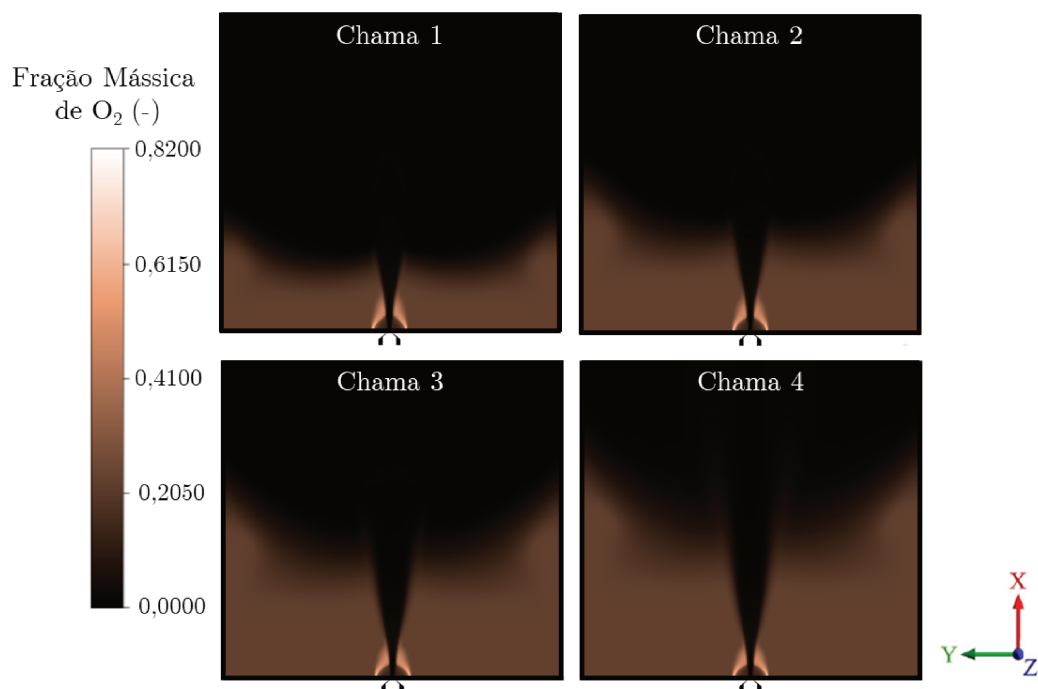 Chama 1
Chama 2
Fração Mássica
de O₂ (-)
0,8200
0,6150
0,4100
0,2050
0,0000
Chama 3
Chama 4
X
Y
Z